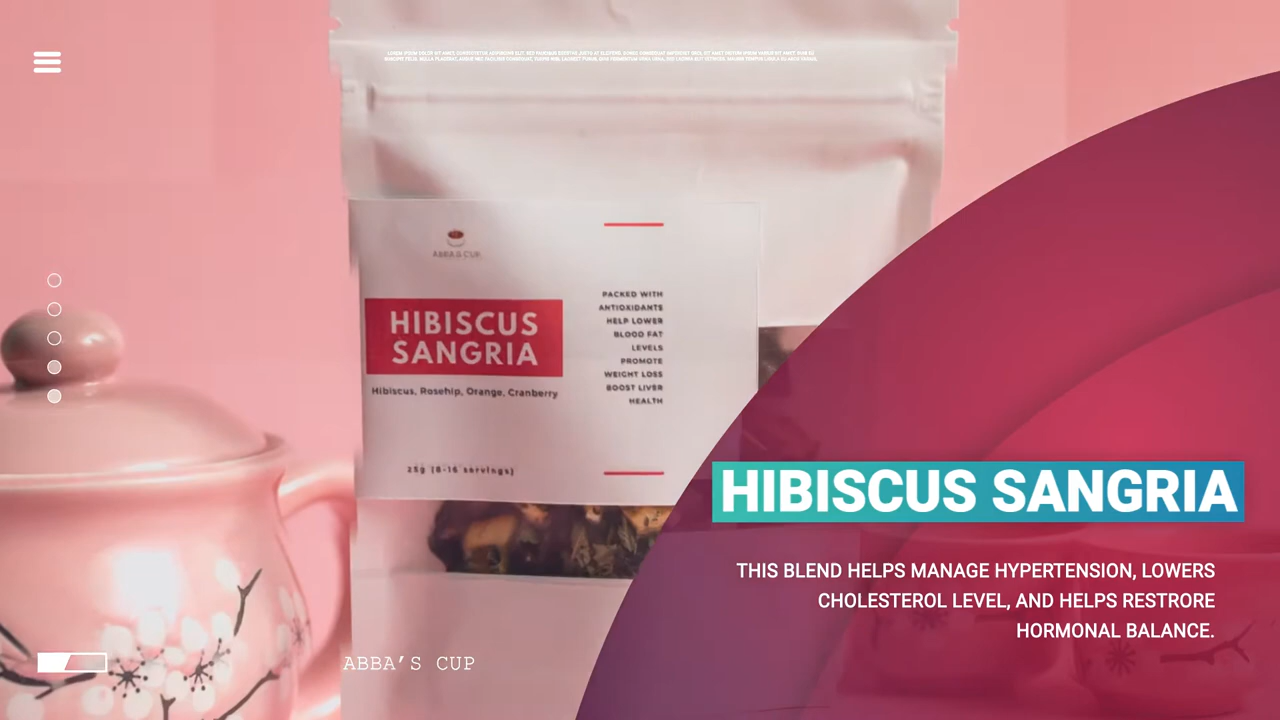 ABBA'S CUP
HIBISCUS
SANGRIA
Hibiscus, Rosehip, Orange, Cranberry
25g (8-16 servings)
PACKED WITH
ANTIOXIDANTS
HELP LOWER
BLOOD FAT
LEVELS
PROMOTE
WEIGHT LOSS
BOOST LIVER
HEALTH
HIBISCUS SANGRIA
THIS BLEND HELPS MANAGE HYPERTENSION, LOWERS
CHOLESTEROL LEVEL, AND HELPS RESTRORE
HORMONAL BALANCE.
ABBA’S CUP